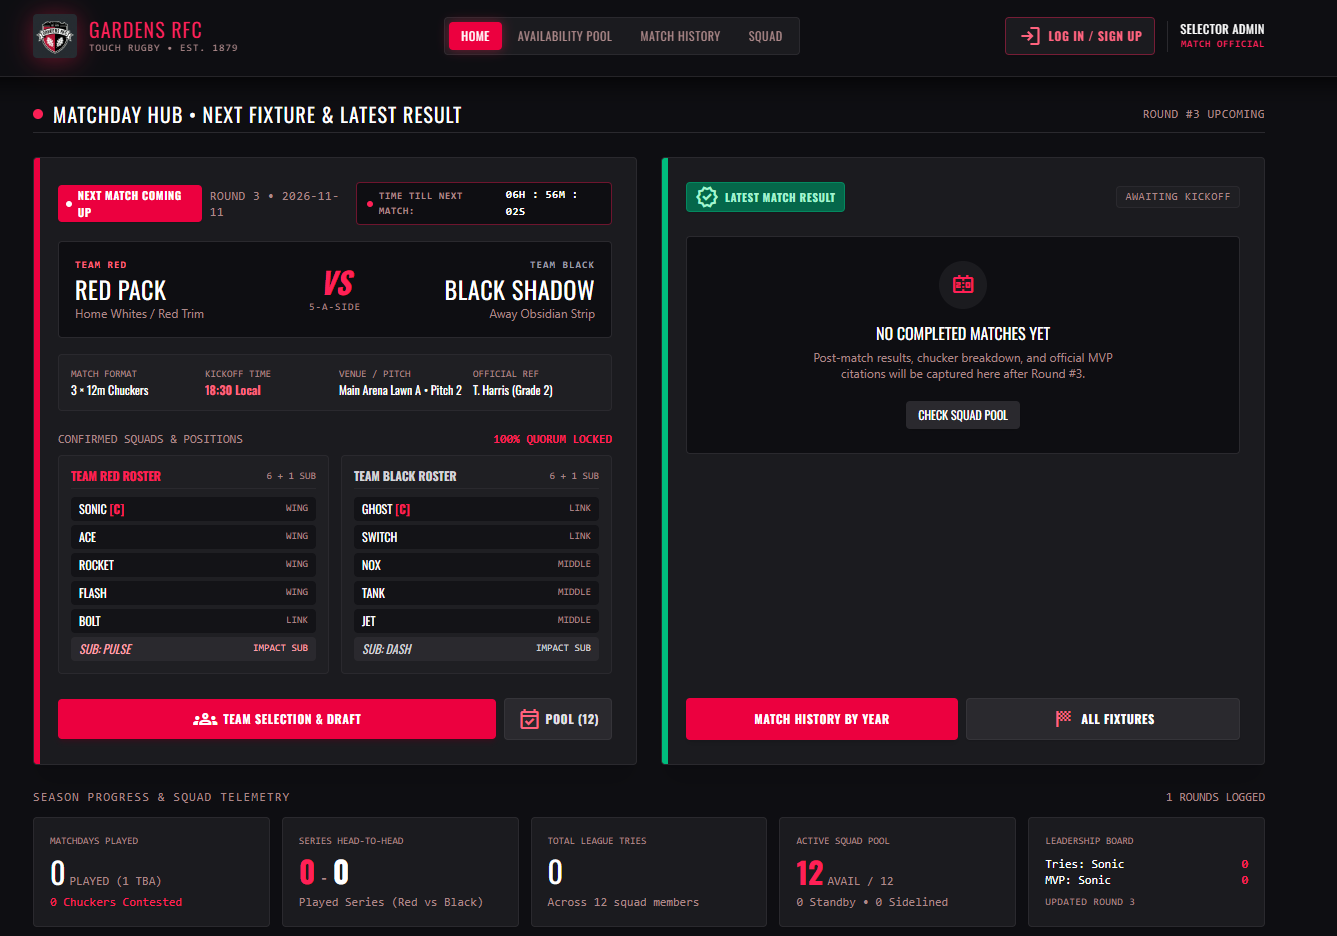 GARDENS RFC
TOUCH RUGBY • EST. 1879
HOME
AVAILABILITY POOL
MATCH HISTORY
SQUAD
LOG IN / SIGN UP
SELECTOR ADMIN
MATCH OFFICIAL
MATCHDAY HUB • NEXT FIXTURE & LATEST RESULT
ROUND #3 UPCOMING
NEXT MATCH COMING
UP
ROUND 3 • 2026-11-
11
TIME TILL NEXT
MATCH:
06H : 56M :
02S
TEAM RED
RED PACK
Home Whites / Red Trim
VS
5-A-SIDE
TEAM BLACK
BLACK SHADOW
Away Obsidian Strip
MATCH FORMAT
3 × 12m Chuckers
KICKOFF TIME
18:30 Local
VENUE / PITCH
Main Arena Lawn A • Pitch 2
OFFICIAL REF
T. Harris (Grade 2)
CONFIRMED SQUADS & POSITIONS
100% QUORUM LOCKED
TEAM RED ROSTER
6 + 1 SUB
SONIC [C]
WING
ACE
WING
ROCKET
WING
FLASH
WING
BOLT
LINK
SUB: PULSE
IMPACT SUB
TEAM BLACK ROSTER
6 + 1 SUB
GHOST [C]
LINK
SWITCH
LINK
NOX
MIDDLE
TANK
MIDDLE
JET
MIDDLE
SUB: DASH
IMPACT SUB
TEAM SELECTION & DRAFT
POOL (12)
LATEST MATCH RESULT
AWAITING KICKOFF
NO COMPLETED MATCHES YET
Post-match results, chucker breakdown, and official MVP
citations will be captured here after Round #3.
CHECK SQUAD POOL
MATCH HISTORY BY YEAR
ALL FIXTURES
SEASON PROGRESS & SQUAD TELEMETRY
1 ROUNDS LOGGED
MATCHDAYS PLAYED
0 PLAYED (1 TBA)
0 Chuckers Contested
SERIES HEAD-TO-HEAD
0 - 0
Played Series (Red vs Black)
TOTAL LEAGUE TRIES
0
Across 12 squad members
ACTIVE SQUAD POOL
12 AVAIL / 12
0 Standby • 0 Sidelined
LEADERSHIP BOARD
Tries: Sonic
0
MVP: Sonic
0
UPDATED ROUND 3